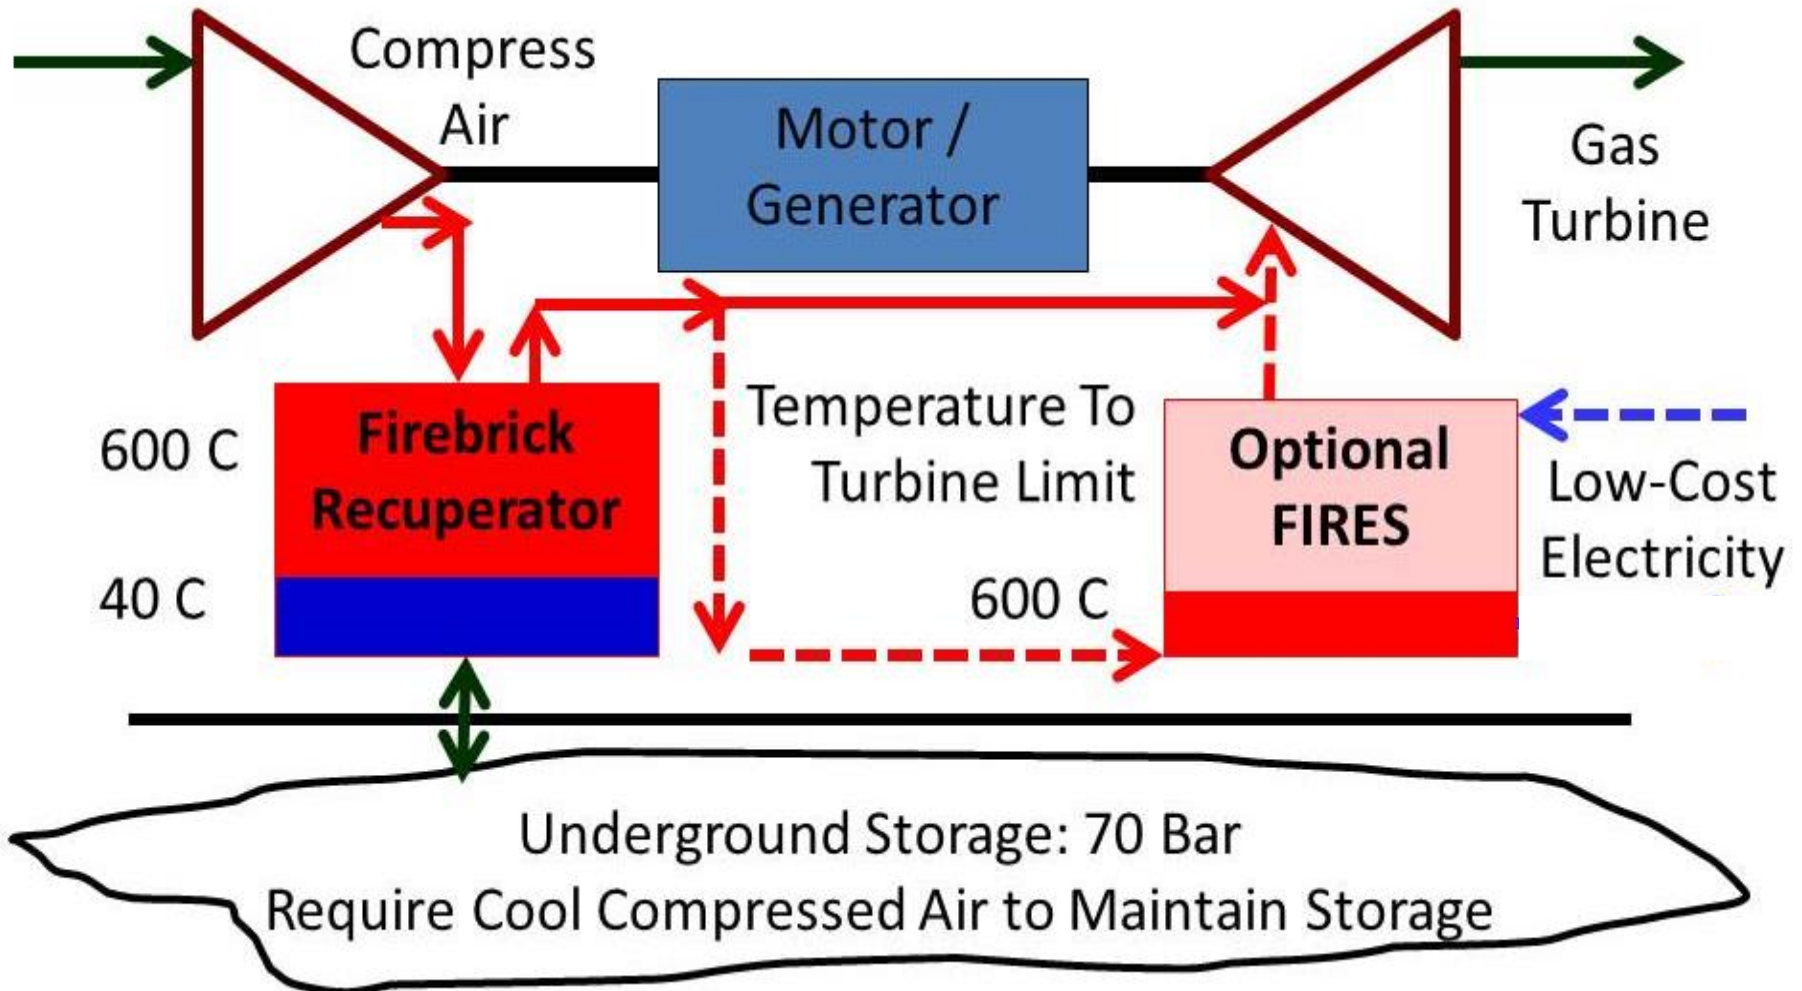 Compress
Air
Motor /
Generator
Gas
Turbine
600 C
Firebrick
Recuperator
40 C
Temperature To
Turbine Limit
600 C
Optional
FIRES
Low-Cost
Electricity
Underground Storage: 70 Bar
Require Cool Compressed Air to Maintain Storage